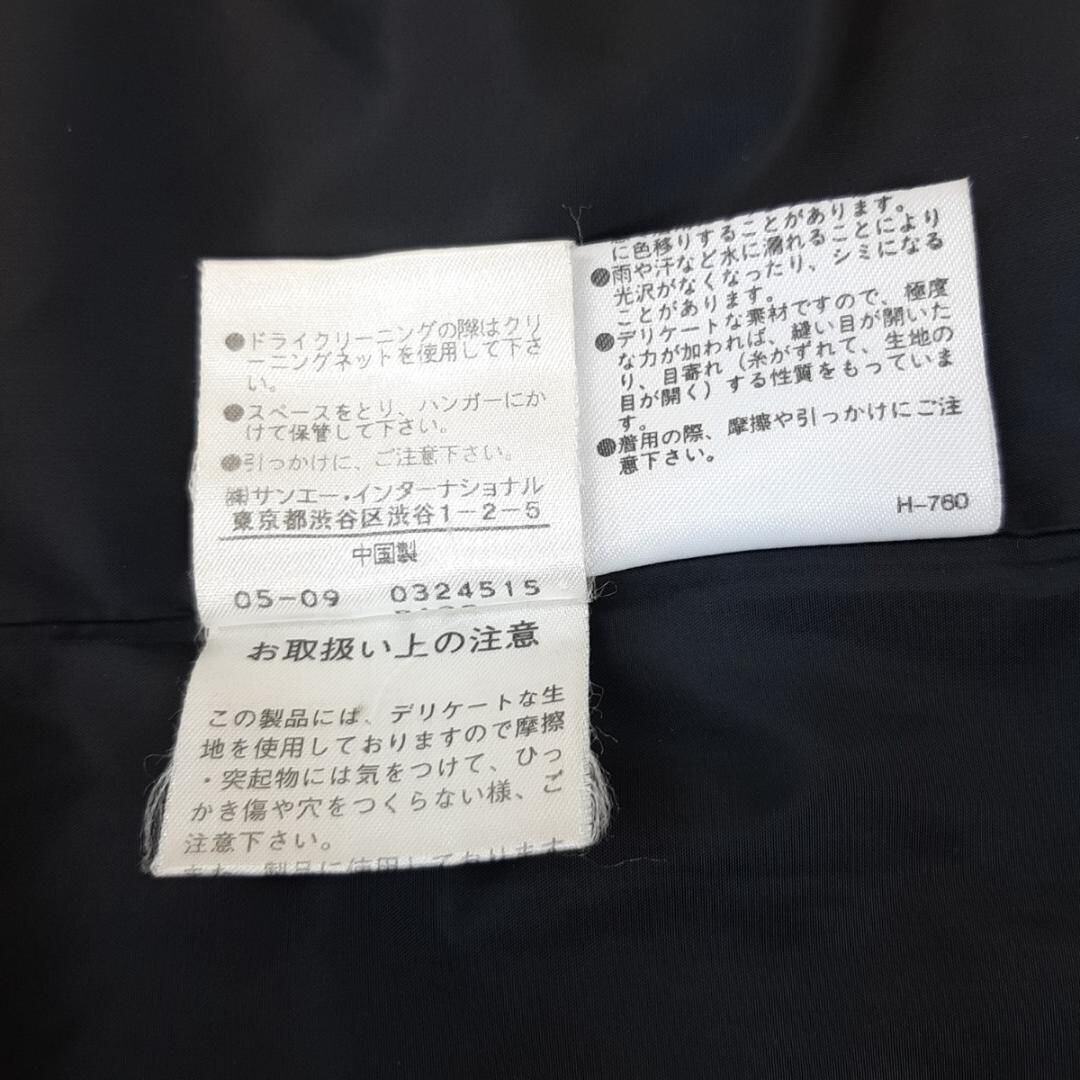 ●ドライクリーニングの際はクリ
ーニングネットを使用して下さ
い。
●スペースをとり、ハンガーにか
けて保管して下さい。
●引っかけに、ご注意下さい。
㈱サンエー・インターナショナル
東京都渋谷区渋谷1-2-5
中国製
05-09 0324515
お取扱い上の注意
この製品には、デリケートな生
地を使用しておりますので摩擦
・突起物には気をつけて、ひっ
かき傷や穴をつくらない様、ご
注意下さい。
また、製品に使用しております
に色移りすることがあります。
●雨や汗など水に濡れることにより
光沢がなくなったり、シミになる
ことがあります。
●デリケートな素材ですので、極度
な力が加われば、縫い目が開いた
り、目寄れ（糸がずれて、生地の
目が開く）する性質をもっていま
す。
●着用の際、摩擦や引っかけにご注
意下さい。
H-760